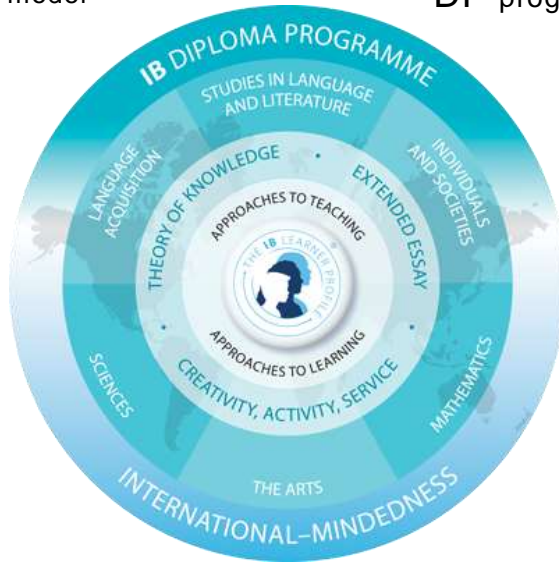 model
DP prog
IB DIPLOMA PROGRAMME
STUDIES IN LANGUAGE
AND LITERATURE
LANGUAGE
ACQUISITION
INDIVIDUALS
AND SOCIETIES
THEORY OF KNOWLEDGE •
EXTENDED ESSAY •
APPROACHES TO TEACHING
THE IB LEARNER PROFILE
APPROACHES TO LEARNING
• CREATIVITY, ACTIVITY, SERVICE
SCIENCES
MATHEMATICS
THE ARTS
INTERNATIONAL–MINDEDNESS